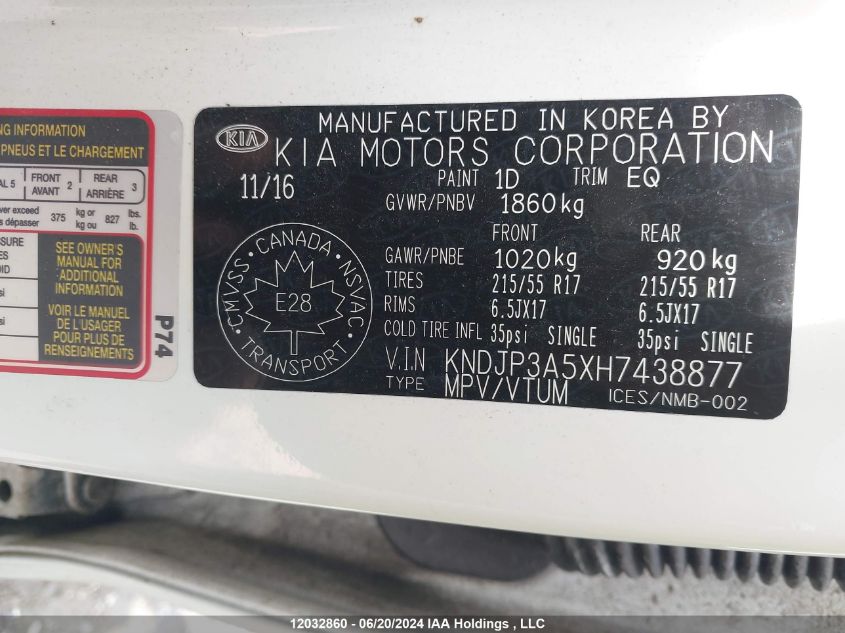 NG INFORMATION
PNEUS ET LE CHARGEMENT
AL 5 FRONT AVANT 2 REAR ARRIÈRE 3
ver exceed
s dépasser 375 kg or kg ou 827 lbs. lb.
SSURE
SEE OWNER'S
MANUAL FOR
ADDITIONAL
INFORMATION
VOIR LE MANUEL
DE L'USAGER
POUR PLUS DE
RENSEIGNEMENTS
P74
KIA
MANUFACTURED IN KOREA BY
KIA MOTORS CORPORATION
11/16 PAINT 1D TRIM EQ
GVWR/PNBV 1860kg
FRONT REAR
GAWR/PNBE 1020kg 920kg
TIRES 215/55 R17 215/55 R17
RIMS 6.5JX17 6.5JX17
COLD TIRE INFL 35psi SINGLE 35psi SINGLE
V.I.N KNDJP3A5XH7438877
TYPE MPV/VTUM ICES/NMB-002
CANADA · NSVAC · TRANSPORT · CMVSS
E28
12032860 - 06/20/2024 IAA Holdings , LLC